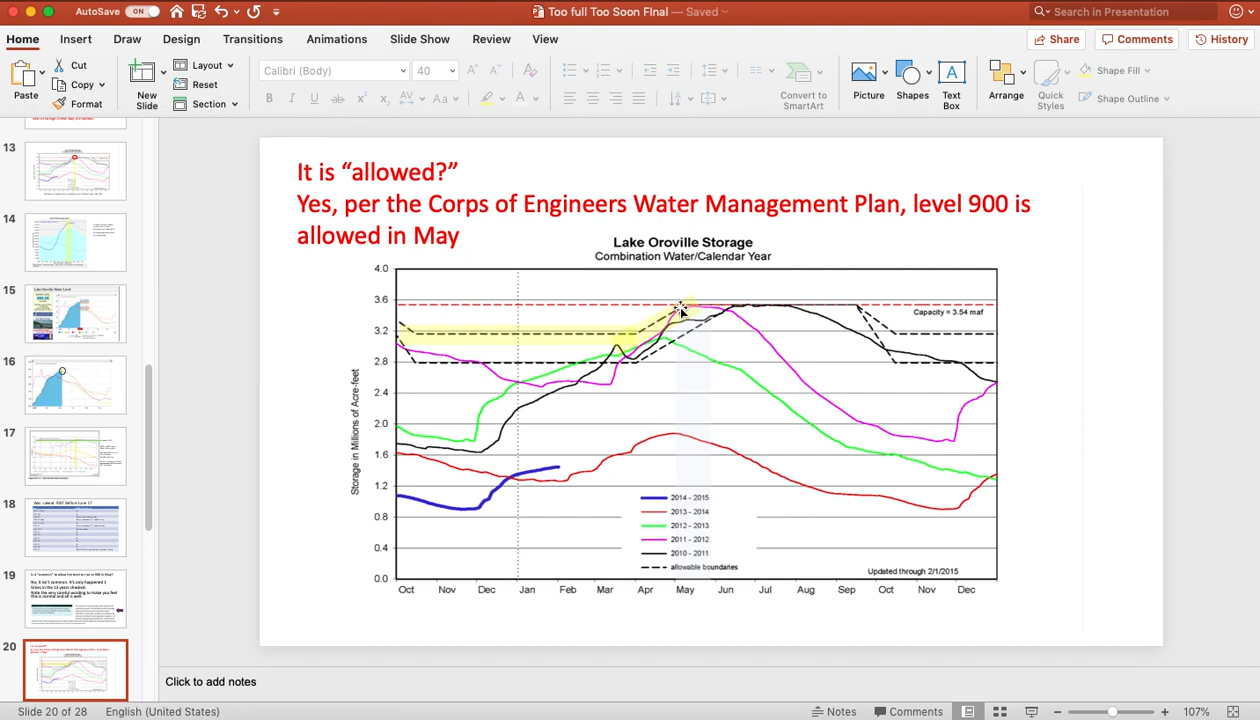 AutoSave ON
Too full Too Soon FInal — Saved
Search in Presentation
Home Insert Draw Design Transitions Animations Slide Show Review View
Share Comments History
Paste
Cut
Copy
Format
New Slide
Layout
Reset
Section
Calibri (Body) 40
Convert to SmartArt
Picture Shapes Text Box Arrange Quick Styles
Shape Fill
Shape Outline
13
14
15
16
17
18
19
20
It is “allowed?”
Yes, per the Corps of Engineers Water Management Plan, level 900 is
allowed in May
Lake Oroville Storage
Combination Water/Calendar Year
Storage in Millions of Acre-feet
4.0
3.6
3.2
2.8
2.4
2.0
1.6
1.2
0.8
0.4
0.0
Capacity = 3.54 maf
2014 - 2015
2013 - 2014
2012 - 2013
2011 - 2012
2010 - 2011
allowable boundaries
Updated through 2/1/2015
Oct Nov Dec Jan Feb Mar Apr May Jun Jul Aug Sep Oct Nov Dec
Click to add notes
Slide 20 of 28 English (United States) Notes Comments 107%